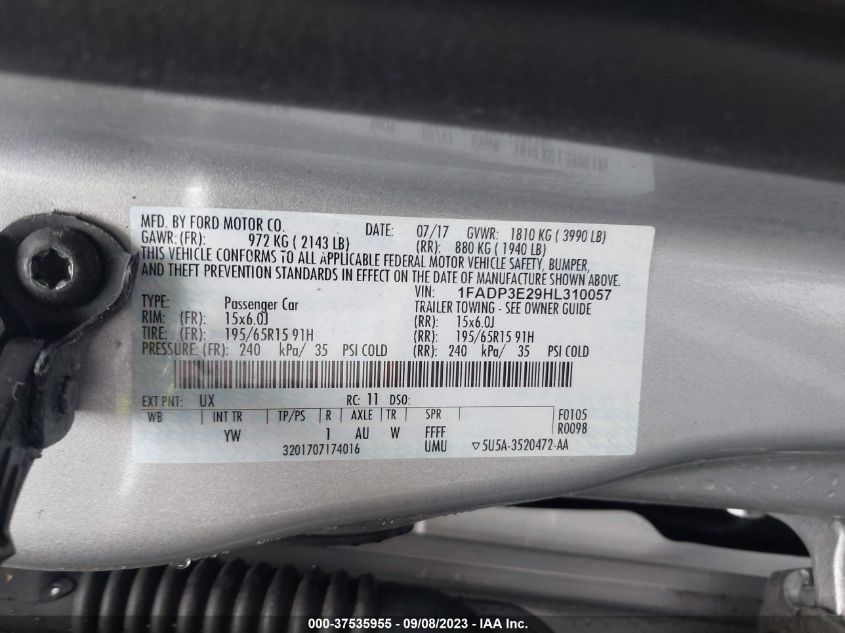 MFD. BY FORD MOTOR CO. DATE: 07/17 GVWR: 1810 KG ( 3990 LB)
GAWR: (FR): 972 KG ( 2143 LB) (RR): 880 KG ( 1940 LB)
THIS VEHICLE CONFORMS TO ALL APPLICABLE FEDERAL MOTOR VEHICLE SAFETY, BUMPER,
AND THEFT PREVENTION STANDARDS IN EFFECT ON THE DATE OF MANUFACTURE SHOWN ABOVE.
VIN: 1FADP3E29HL310057
TYPE: Passenger Car TRAILER TOWING - SEE OWNER GUIDE
RIM: (FR): 15x6.0J (RR): 15x6.0J
TIRE: (FR): 195/65R15 91H (RR): 195/65R15 91H
PRESSURE: (FR): 240 kPa/ 35 PSI COLD (RR): 240 kPa/ 35 PSI COLD
EXT PNT: UX RC: 11 DSO:
WB INT TR TP/PS R AXLE TR SPR F0105
R0098
YW 1 AU W FFFF
3201707174016 UMU ▽5U5A-3520472-AA
000-37535955 - 09/08/2023 - IAA Inc.